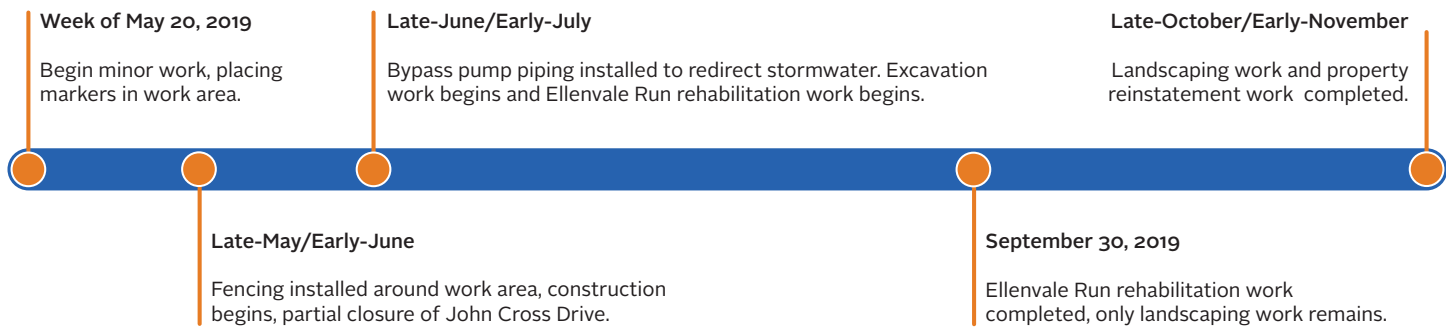 Week of May 20, 2019
Begin minor work, placing
markers in work area.
Late-May/Early-June
Fencing installed around work area, construction
begins, partial closure of John Cross Drive.
Late-June/Early-July
Bypass pump piping installed to redirect stormwater. Excavation
work begins and Ellenvale Run rehabilitation work begins.
September 30, 2019
Ellenvale Run rehabilitation work
completed, only landscaping work remains.
Late-October/Early-November
Landscaping work and property
reinstatement work completed.